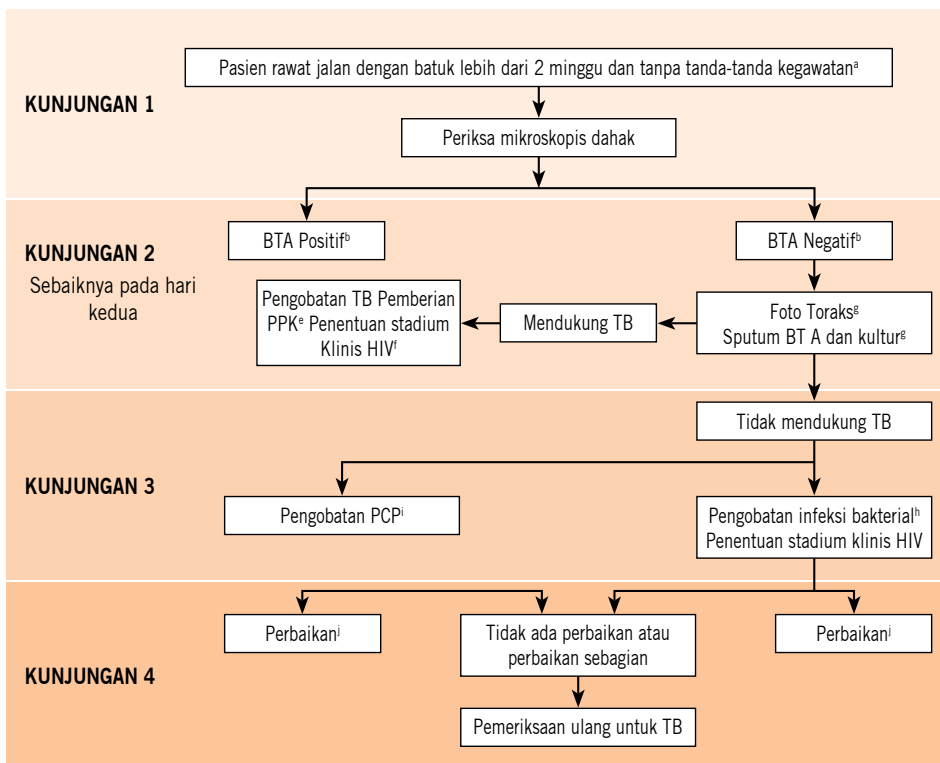 Pasien rawat jalan dengan batuk lebih dari 2 minggu dan tanpa tanda-tanda kegawatanᵃ
KUNJUNGAN 1
Periksa mikroskopis dahak
BTA Positifᵇ
BTA Negatifᵇ
KUNJUNGAN 2
Sebaiknya pada hari
kedua
Pengobatan TB Pemberian
PPKᵉ Penentuan stadium
Klinis HIVᶠ
Mendukung TB
Foto Toraksᵍ
Sputum BT A dan kulturᵍ
Tidak mendukung TB
KUNJUNGAN 3
Pengobatan PCPⁱ
Pengobatan infeksi bakterialʰ
Penentuan stadium klinis HIV
Perbaikanʲ
Tidak ada perbaikan atau
perbaikan sebagian
Perbaikanʲ
KUNJUNGAN 4
Pemeriksaan ulang untuk TB